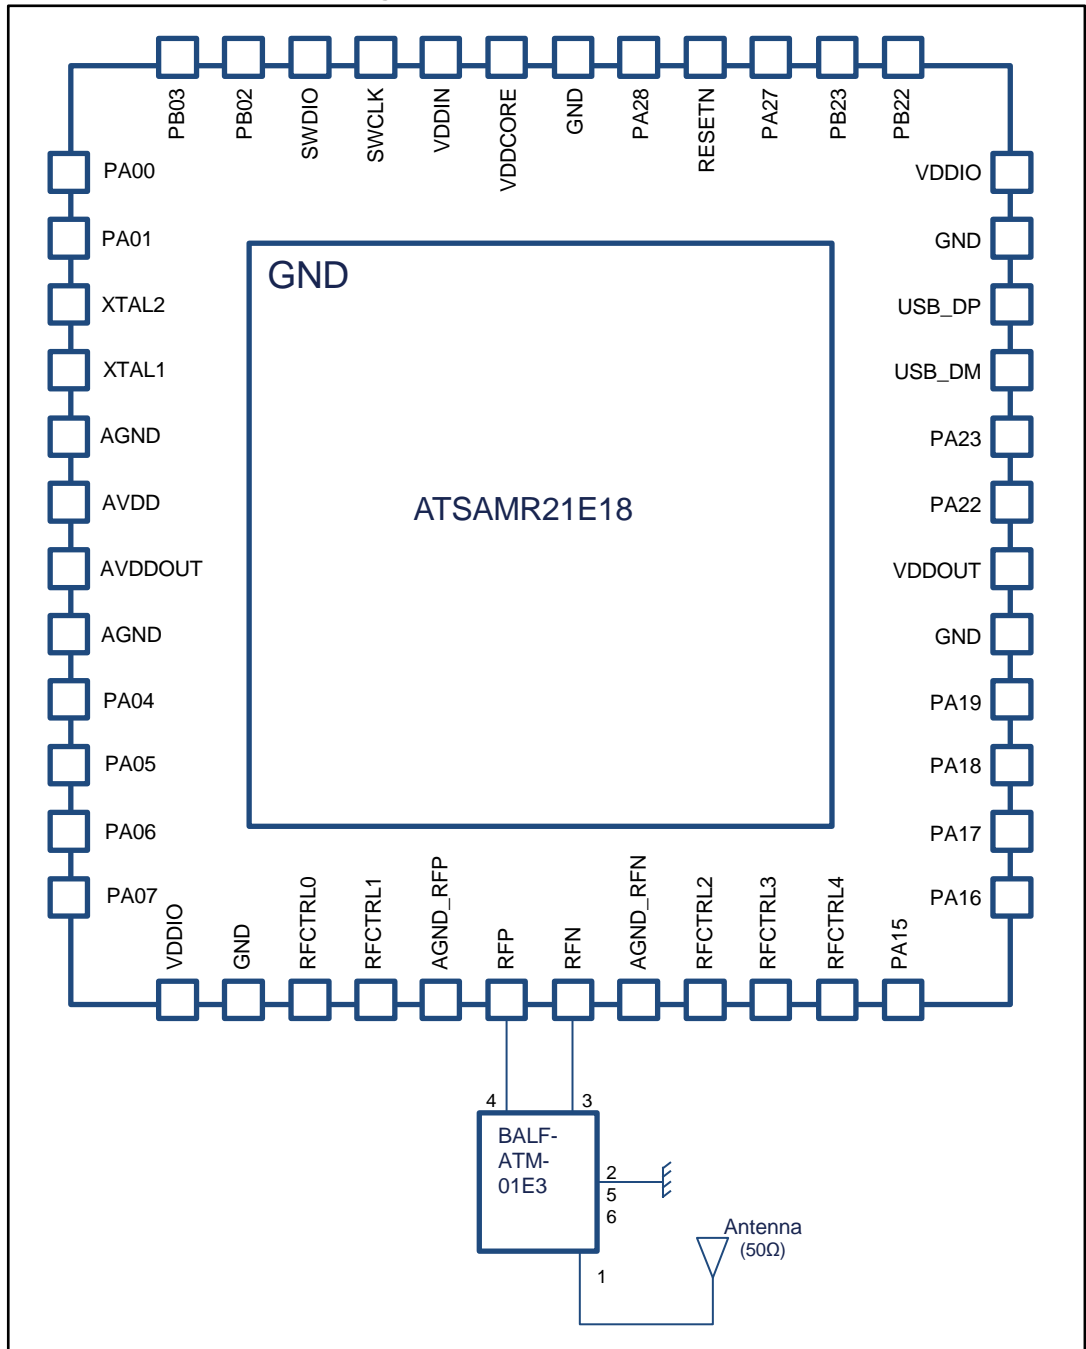 PB03
PB02
SWDIO
SWCLK
VDDIN
VDDCORE
GND
PA28
RESETN
PA27
PB23
PB22
PA00
PA01
XTAL2
XTAL1
AGND
AVDD
AVDDOUT
AGND
PA04
PA05
PA06
PA07
GND
ATSAMR21E18
VDDIO
GND
USB_DP
USB_DM
PA23
PA22
VDDOUT
GND
PA19
PA18
PA17
PA16
VDDIO
GND
RFCTRL0
RFCTRL1
AGND_RFP
RFP
RFN
AGND_RFN
RFCTRL2
RFCTRL3
RFCTRL4
PA15
4
3
BALF-
ATM-
01E3
2
5
6
1
Antenna
(50Ω)